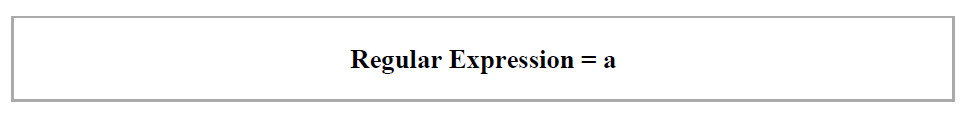 Regular Expression = a